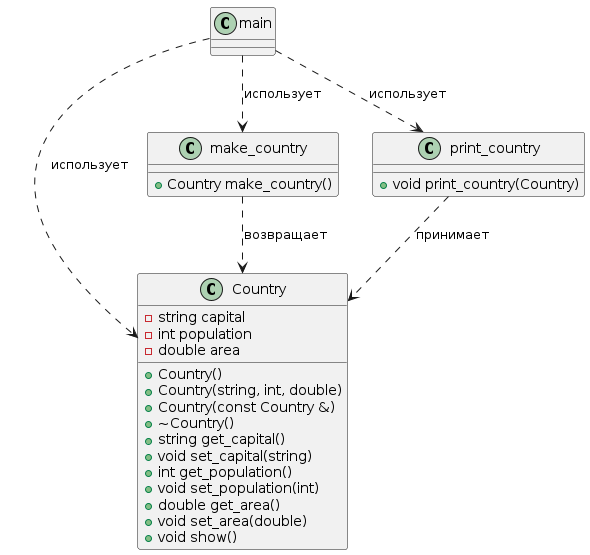 C main
использует
использует
использует
C make_country
Country make_country()
C print_country
void print_country(Country)
возвращает
принимает
C Country
string capital
int population
double area
Country()
Country(string, int, double)
Country(const Country &)
~Country()
string get_capital()
void set_capital(string)
int get_population()
void set_population(int)
double get_area()
void set_area(double)
void show()